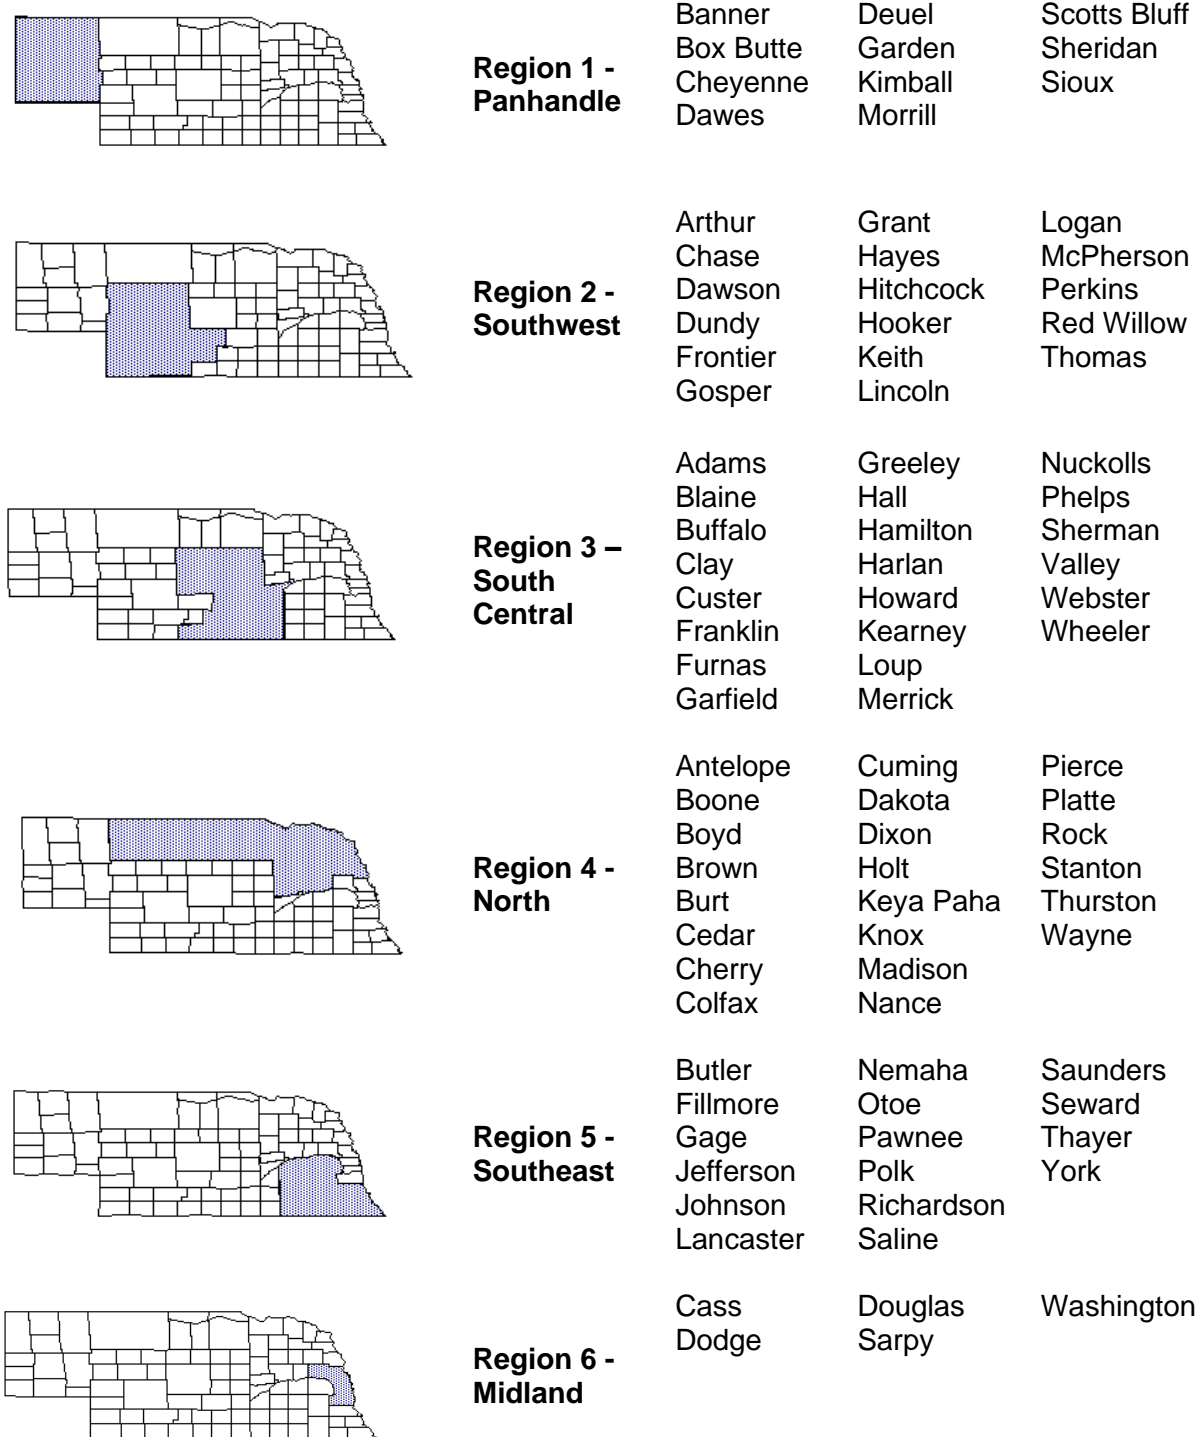 Banner Deuel Scotts Bluff
Box Butte Garden Sheridan
Region 1 -
Panhandle
Cheyenne Kimball Sioux
Dawes Morrill
Arthur Grant Logan
Chase Hayes McPherson
Region 2 -
Southwest
Dawson Hitchcock Perkins
Dundy Hooker Red Willow
Frontier Keith Thomas
Gosper Lincoln
Adams Greeley Nuckolls
Blaine Hall Phelps
Buffalo Hamilton Sherman
Region 3 –
South
Central
Clay Harlan Valley
Custer Howard Webster
Franklin Kearney Wheeler
Furnas Loup
Garfield Merrick
Antelope Cuming Pierce
Boone Dakota Platte
Boyd Dixon Rock
Region 4 -
North
Brown Holt Stanton
Burt Keya Paha Thurston
Cedar Knox Wayne
Cherry Madison
Colfax Nance
Butler Nemaha Saunders
Fillmore Otoe Seward
Region 5 -
Southeast
Gage Pawnee Thayer
Jefferson Polk York
Johnson Richardson
Lancaster Saline
Cass Douglas Washington
Dodge Sarpy
Region 6 -
Midland